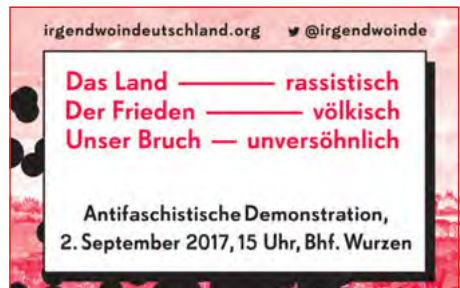 irgendwoindeutschland.org @irgendwoinde
Das Land — rassistisch
Der Frieden — völkisch
Unser Bruch — unversöhnlich
Antifaschistische Demonstration,
2. September 2017, 15 Uhr, Bhf. Wurzen